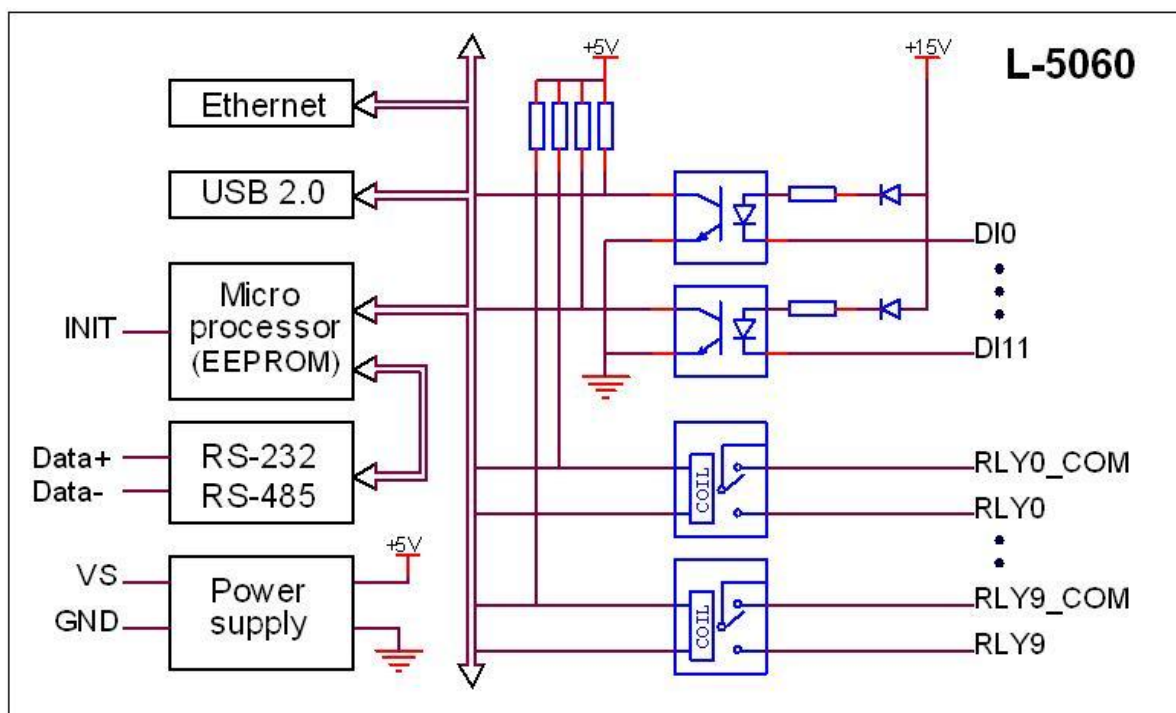 L-5060
+5V
+15V
Ethernet
USB 2.0
Micro
processor
(EEPROM)
INIT
RS-232
RS-485
Data+
Data-
+5V
VS
GND
Power
supply
DI0
DI11
COIL
RLY0_COM
RLY0
COIL
RLY9_COM
RLY9